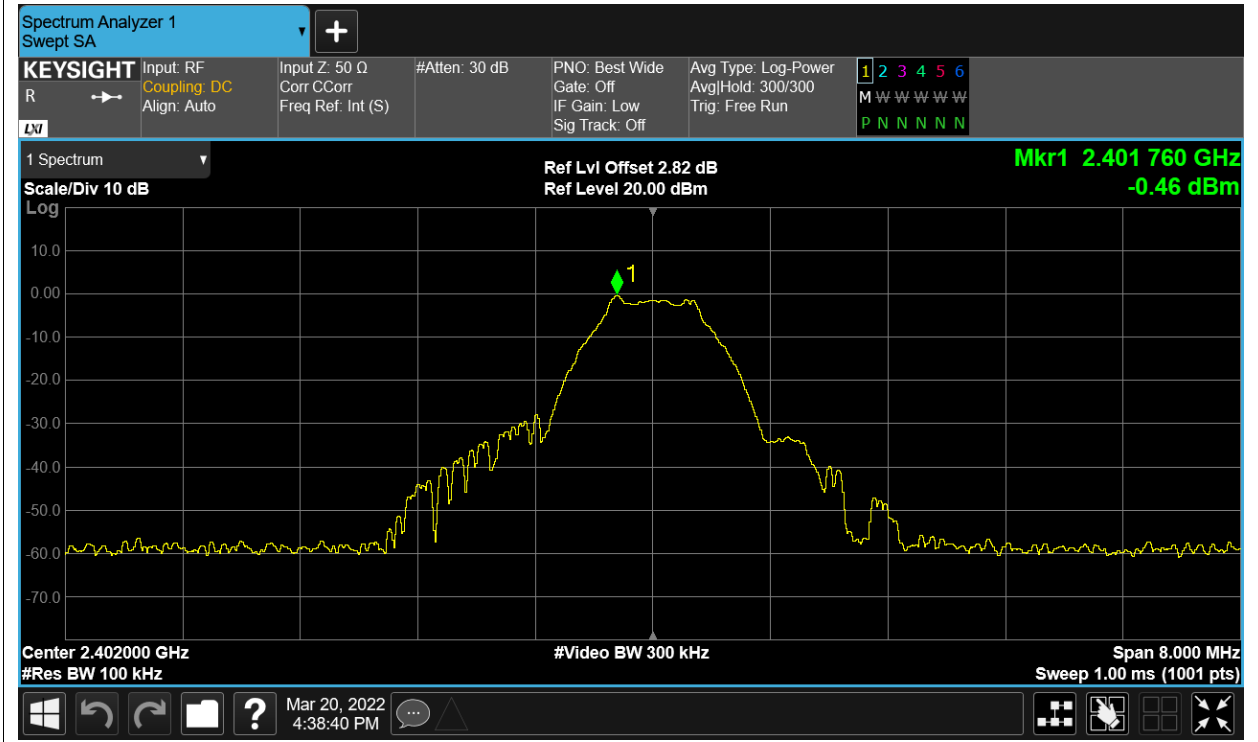 Spectrum Analyzer 1
Swept SA
+
KEYSIGHT
R
LXI
Input: RF
Coupling: DC
Align: Auto
Input Z: 50 Ω
Corr CCorr
Freq Ref: Int (S)
#Atten: 30 dB
PNO: Best Wide
Gate: Off
IF Gain: Low
Sig Track: Off
Avg Type: Log-Power
Avg|Hold: 300/300
Trig: Free Run
1 2 3 4 5 6
M W W W W W
P N N N N N
1 Spectrum
Scale/Div 10 dB
Log
Ref Lvl Offset 2.82 dB
Ref Level 20.00 dBm
Mkr1 2.401 760 GHz
-0.46 dBm
1
10.0
0.00
-10.0
-20.0
-30.0
-40.0
-50.0
-60.0
-70.0
Center 2.402000 GHz
#Video BW 300 kHz
Span 8.000 MHz
#Res BW 100 kHz
Sweep 1.00 ms (1001 pts)
?
Mar 20, 2022
4:38:40 PM